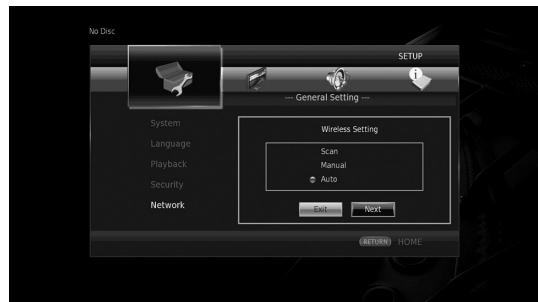 No Disc
SETUP
--- General Setting ---
System
Language
Playback
Security
Network
Wireless Setting
Scan
Manual
Auto
Exit
Next
RETURN HOME